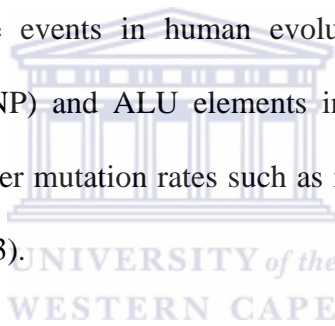 events in human evolu
NP) and ALU elements i
er mutation rates such as
3).
UNIVERSITY of the
WESTERN CAPE